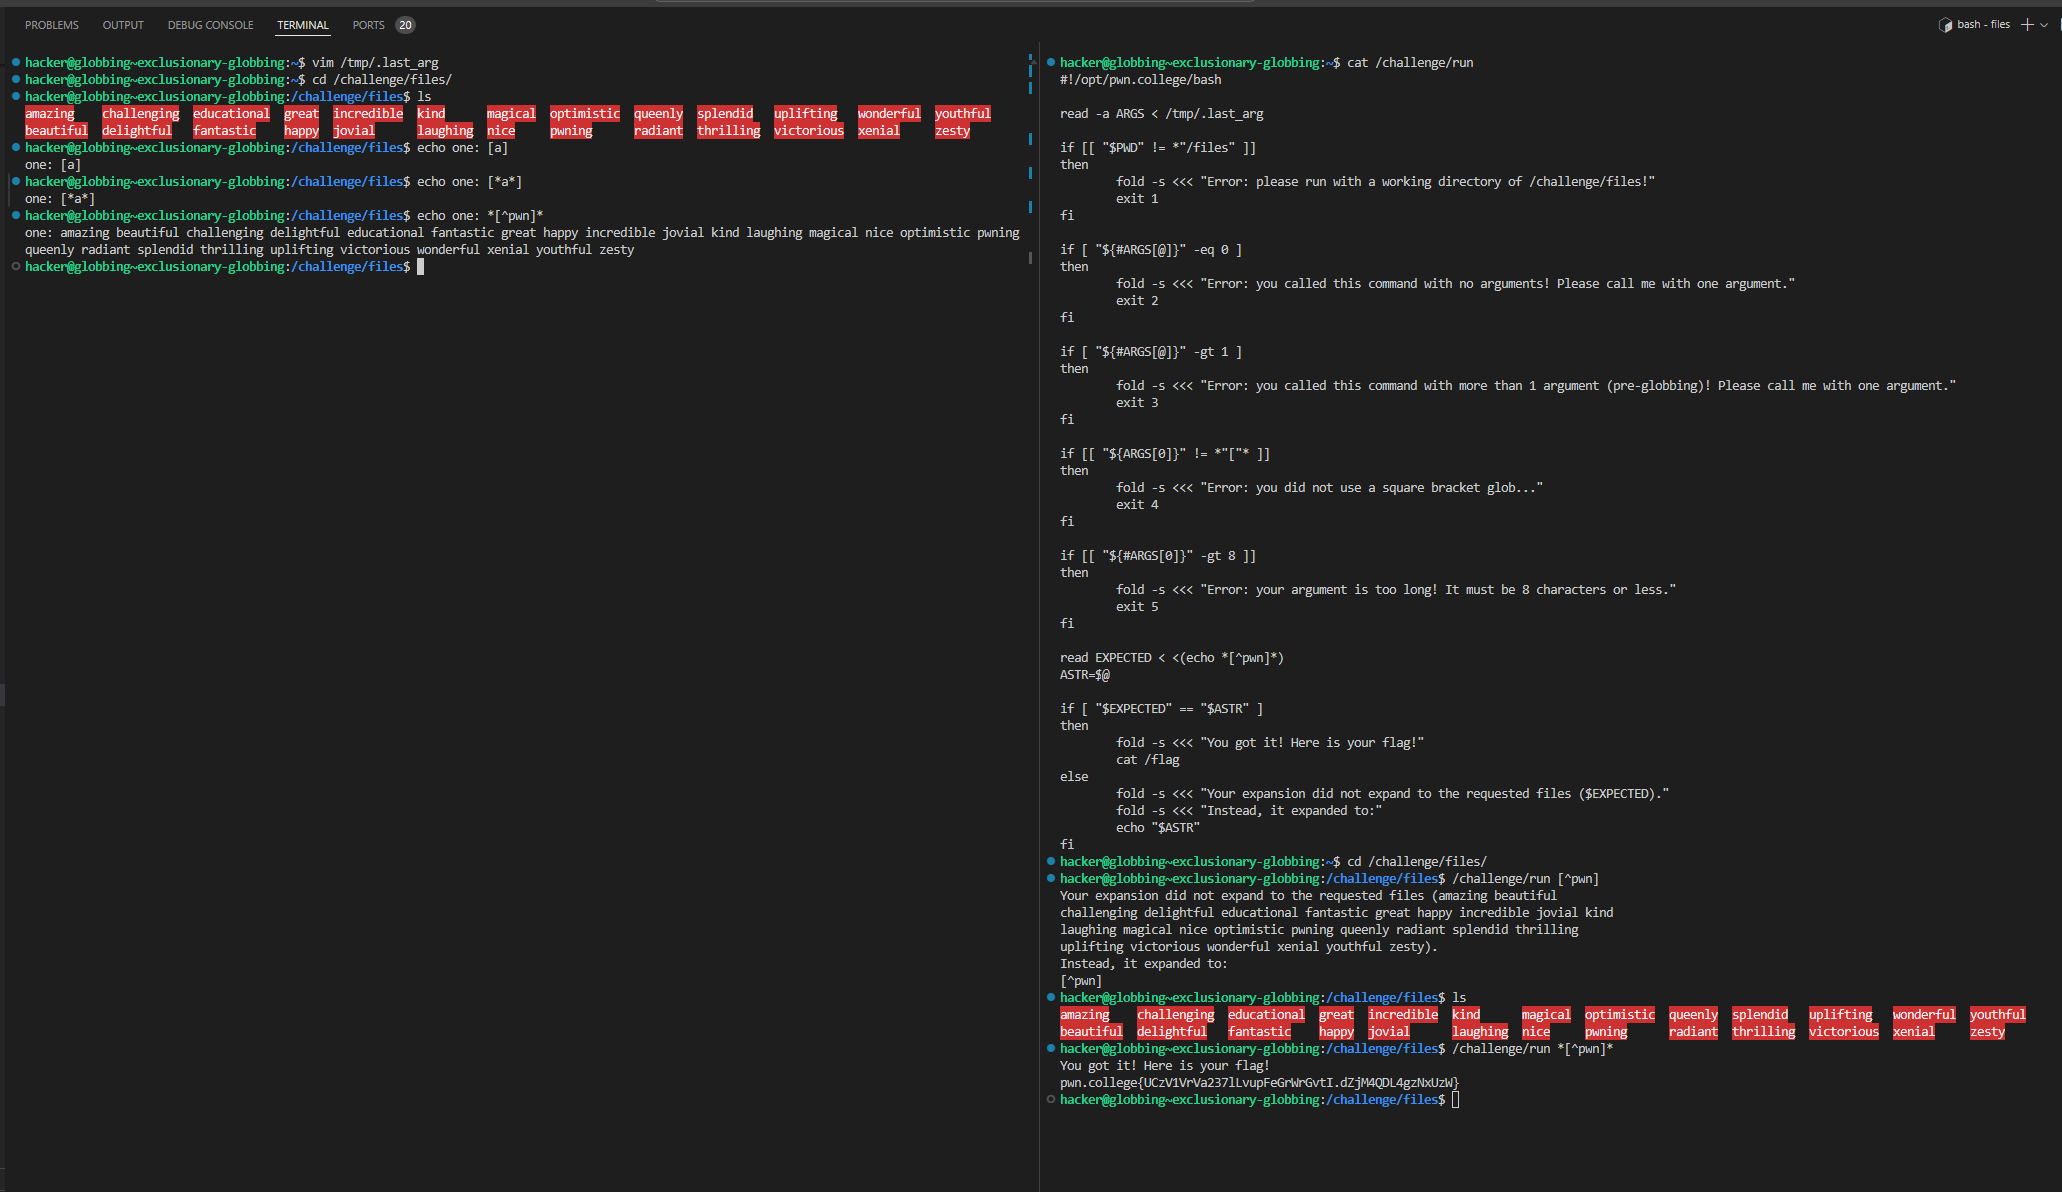 PROBLEMS OUTPUT DEBUG CONSOLE TERMINAL PORTS 20
bash - files
hacker@globbing~exclusionary-globbing:~$ vim /tmp/.last_arg
hacker@globbing~exclusionary-globbing:~$ cd /challenge/files/
hacker@globbing~exclusionary-globbing:/challenge/files$ ls
amazing challenging educational great incredible kind magical optimistic queenly splendid uplifting wonderful youthful
beautiful delightful fantastic happy jovial laughing nice pwning radiant thrilling victorious xenial zesty
hacker@globbing~exclusionary-globbing:/challenge/files$ echo one: [a]
one: [a]
hacker@globbing~exclusionary-globbing:/challenge/files$ echo one: [*a*]
one: [*a*]
hacker@globbing~exclusionary-globbing:/challenge/files$ echo one: *[^pwn]*
one: amazing beautiful challenging delightful educational fantastic great happy incredible jovial kind laughing magical nice optimistic pwning
queenly radiant splendid thrilling uplifting victorious wonderful xenial youthful zesty
hacker@globbing~exclusionary-globbing:/challenge/files$
hacker@globbing~exclusionary-globbing:~$ cat /challenge/run
#!/opt/pwn.college/bash
read -a ARGS < /tmp/.last_arg
if [[ "$PWD" != *"/files" ]]
then
fold -s <<< "Error: please run with a working directory of /challenge/files!"
exit 1
fi
if [ "${#ARGS[@]}" -eq 0 ]
then
fold -s <<< "Error: you called this command with no arguments! Please call me with one argument."
exit 2
fi
if [ "${#ARGS[@]}" -gt 1 ]
then
fold -s <<< "Error: you called this command with more than 1 argument (pre-globbing)! Please call me with one argument."
exit 3
fi
if [[ "${ARGS[0]}" != *"["* ]]
then
fold -s <<< "Error: you did not use a square bracket glob..."
exit 4
fi
if [[ "${#ARGS[0]}" -gt 8 ]]
then
fold -s <<< "Error: your argument is too long! It must be 8 characters or less."
exit 5
fi
read EXPECTED < <(echo *[^pwn]*)
ASTR=$@
if [ "$EXPECTED" == "$ASTR" ]
then
fold -s <<< "You got it! Here is your flag!"
cat /flag
else
fold -s <<< "Your expansion did not expand to the requested files ($EXPECTED)."
fold -s <<< "Instead, it expanded to:"
echo "$ASTR"
fi
hacker@globbing~exclusionary-globbing:~$ cd /challenge/files/
hacker@globbing~exclusionary-globbing:/challenge/files$ /challenge/run [^pwn]
Your expansion did not expand to the requested files (amazing beautiful
challenging delightful educational fantastic great happy incredible jovial kind
laughing magical nice optimistic pwning queenly radiant splendid thrilling
uplifting victorious wonderful xenial youthful zesty).
Instead, it expanded to:
[^pwn]
hacker@globbing~exclusionary-globbing:/challenge/files$ ls
amazing challenging educational great incredible kind magical optimistic queenly splendid uplifting wonderful youthful
beautiful delightful fantastic happy jovial laughing nice pwning radiant thrilling victorious xenial zesty
hacker@globbing~exclusionary-globbing:/challenge/files$ /challenge/run *[^pwn]*
You got it! Here is your flag!
pwn.college{UCzV1VrVa237lLvupFeGrWrGvtI.dZjM4QDL4gzNxUzW}
hacker@globbing~exclusionary-globbing:/challenge/files$